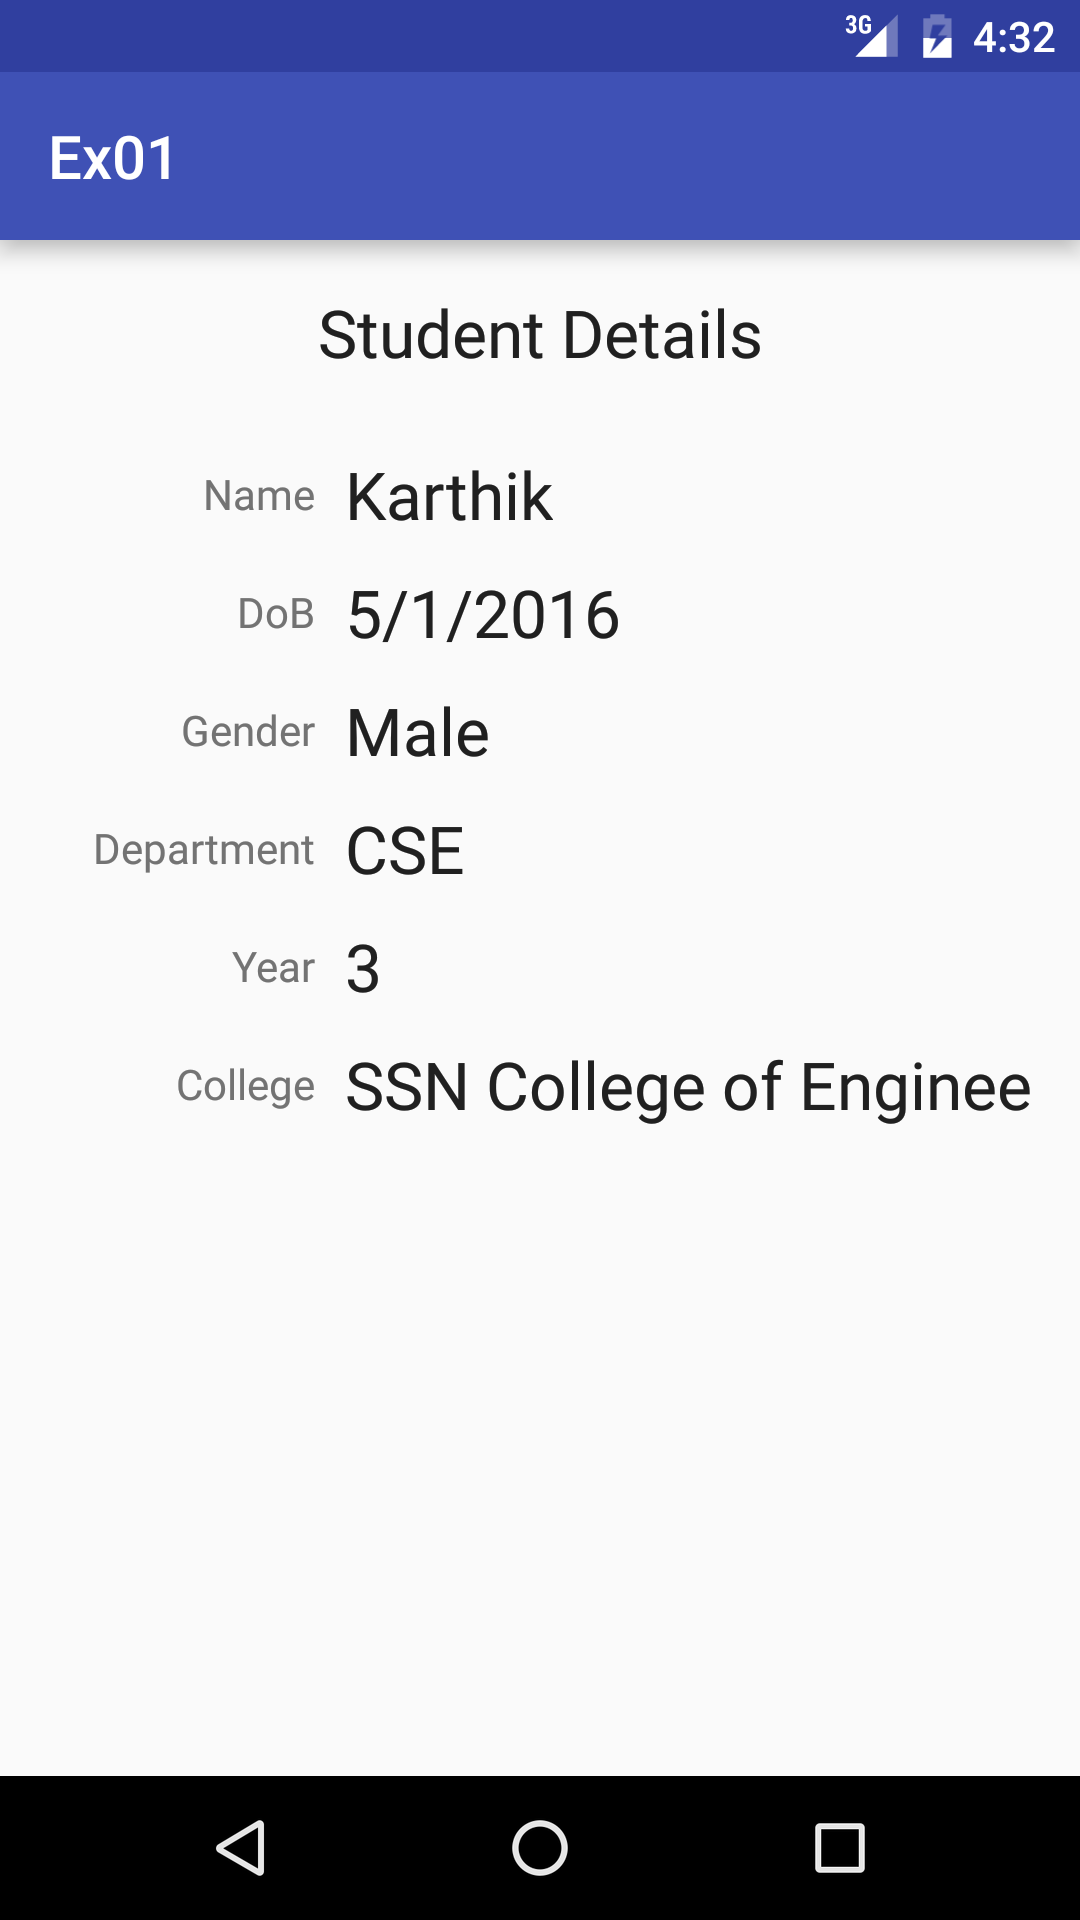 3G 4:32
Ex01
Student Details
Name Karthik
DoB 5/1/2016
Gender Male
Department CSE
Year 3
College SSN College of Enginee